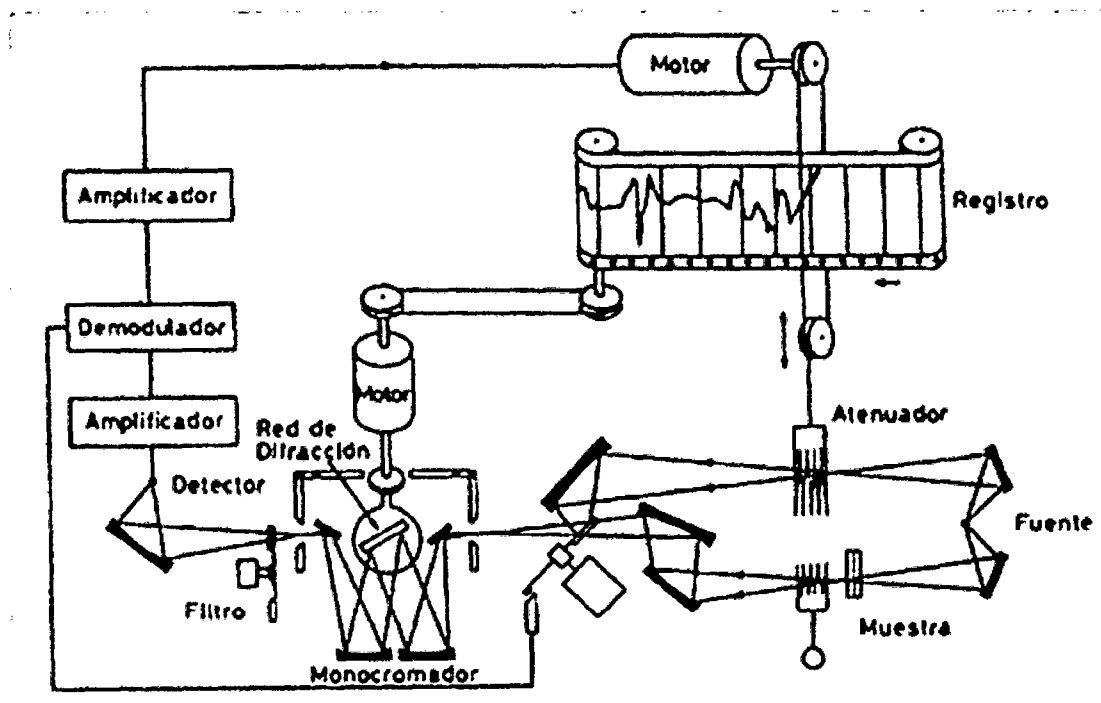 Motor
Amplificador
Registro
Demodulador
Motor
Amplificador
Atenuador
Red de
Difracción
Detector
Fuente
Filtro
Muestra
Monocromador